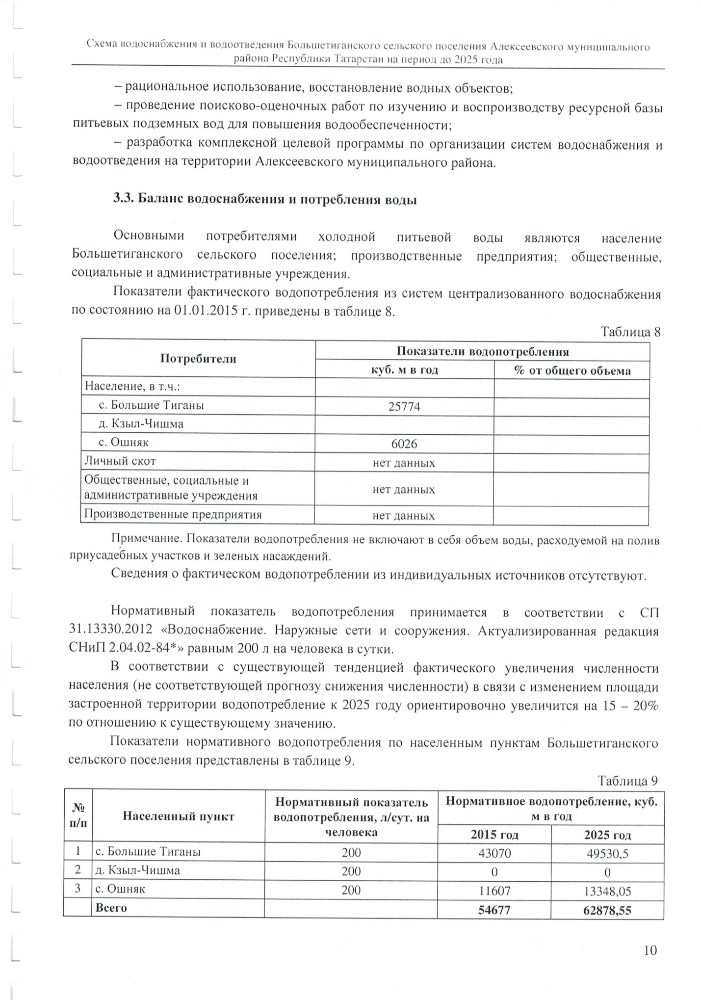 Схема водоснабжения и водоотведения Большетиганского сельского поселения Алексеевского муниципального
района Республики Татарстан на период до 2025 года
– рациональное использование, восстановление водных объектов;
– проведение поисково-оценочных работ по изучению и воспроизводству ресурсной базы
питьевых подземных вод для повышения водообеспеченности;
– разработка комплексной целевой программы по организации систем водоснабжения и
водоотведения на территории Алексеевского муниципального района.
3.3. Баланс водоснабжения и потребления воды
Основными потребителями холодной питьевой воды являются население
Большетиганского сельского поселения; производственные предприятия; общественные,
социальные и административные учреждения.
Показатели фактического водопотребления из систем централизованного водоснабжения
по состоянию на 01.01.2015 г. приведены в таблице 8.
Таблица 8
Потребители
Показатели водопотребления
куб. м в год % от общего объема
Население, в т.ч.:
с. Большие Тиганы 25774
д. Кзыл-Чишма
с. Ошняк 6026
Личный скот нет данных
Общественные, социальные и
административные учреждения нет данных
Производственные предприятия нет данных
Примечание. Показатели водопотребления не включают в себя объем воды, расходуемой на полив
приусадебных участков и зеленых насаждений.
Сведения о фактическом водопотреблении из индивидуальных источников отсутствуют.
Нормативный показатель водопотребления принимается в соответствии с СП
31.13330.2012 «Водоснабжение. Наружные сети и сооружения. Актуализированная редакция
СНиП 2.04.02-84*» равным 200 л на человека в сутки.
В соответствии с существующей тенденцией фактического увеличения численности
населения (не соответствующей прогнозу снижения численности) в связи с изменением площади
застроенной территории водопотребление к 2025 году ориентировочно увеличится на 15 – 20%
по отношению к существующему значению.
Показатели нормативного водопотребления по населенным пунктам Большетиганского
сельского поселения представлены в таблице 9.
Таблица 9
№
п/п
Населенный пункт
Нормативный показатель
водопотребления, л/сут. на
человека
Нормативное водопотребление, куб.
м в год
2015 год 2025 год
1 с. Большие Тиганы 200 43070 49530,5
2 д. Кзыл-Чишма 200 0 0
3 с. Ошняк 200 11607 13348,05
Всего 54677 62878,55
10